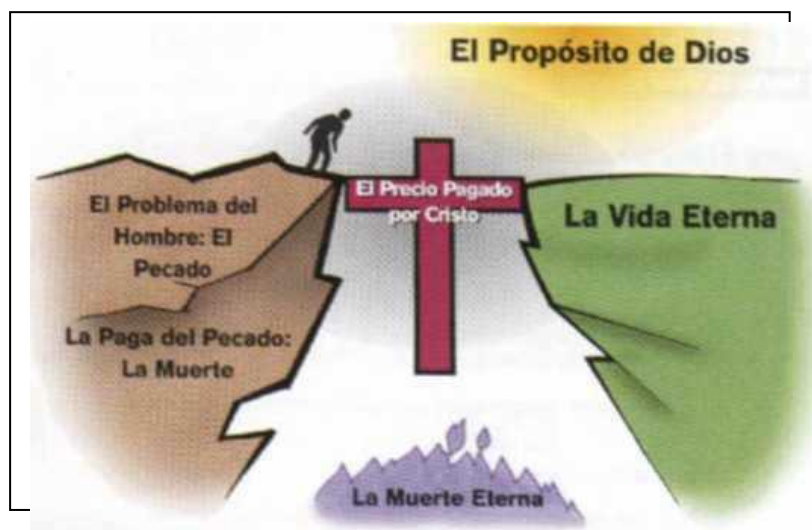 El Propósito de Dios
El Precio Pagado
por Cristo
El Problema del
Hombre: El
Pecado
La Vida Eterna
La Paga del Pecado:
La Muerte
La Muerte Eterna